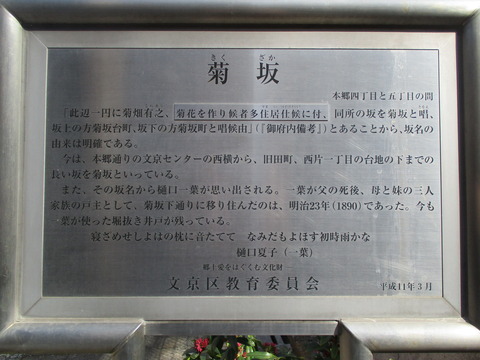 きく ざか
菊坂
本郷四丁目と五丁目の間
「此辺一円に菊畑有之、菊花を作り候者多住居仕候に付、同所の坂を菊坂と唱、
坂上の方菊坂台町、坂下の方菊坂町と唱候由」(『御府内備考』)とあることから、坂名の
由来は明確である。
今は、本郷通りの文京センターの西横から、旧田町、西片一丁目の台地の下までの
長い坂を菊坂といっている。
また、その坂名から樋口一葉が思い出される。一葉が父の死後、母と妹の三人
家族の戸主として、菊坂下通りに移り住んだのは、明治23年(1890)であった。今も
一葉が使った掘抜き井戸が残っている。
寝ざめせしよはの枕に音たてて なみだもよほす初時雨かな
樋口夏子(一葉)
郷土愛をはぐくむ文化財
文京区教育委員会 平成11年3月